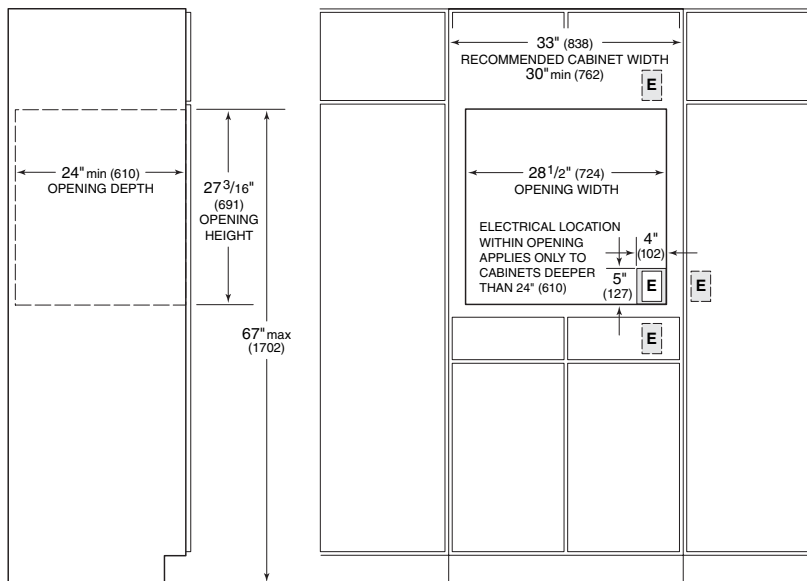 33" (838)
RECOMMENDED CABINET WIDTH
30" min (762)
E
24" min (610)
OPENING DEPTH
27 3/16"
(691)
OPENING
HEIGHT
28 1/2" (724)
OPENING WIDTH
ELECTRICAL LOCATION
WITHIN OPENING
APPLIES ONLY TO
CABINETS DEEPER
THAN 24" (610)
4"
(102)
5"
(127)
E
E
67" max
(1702)
E